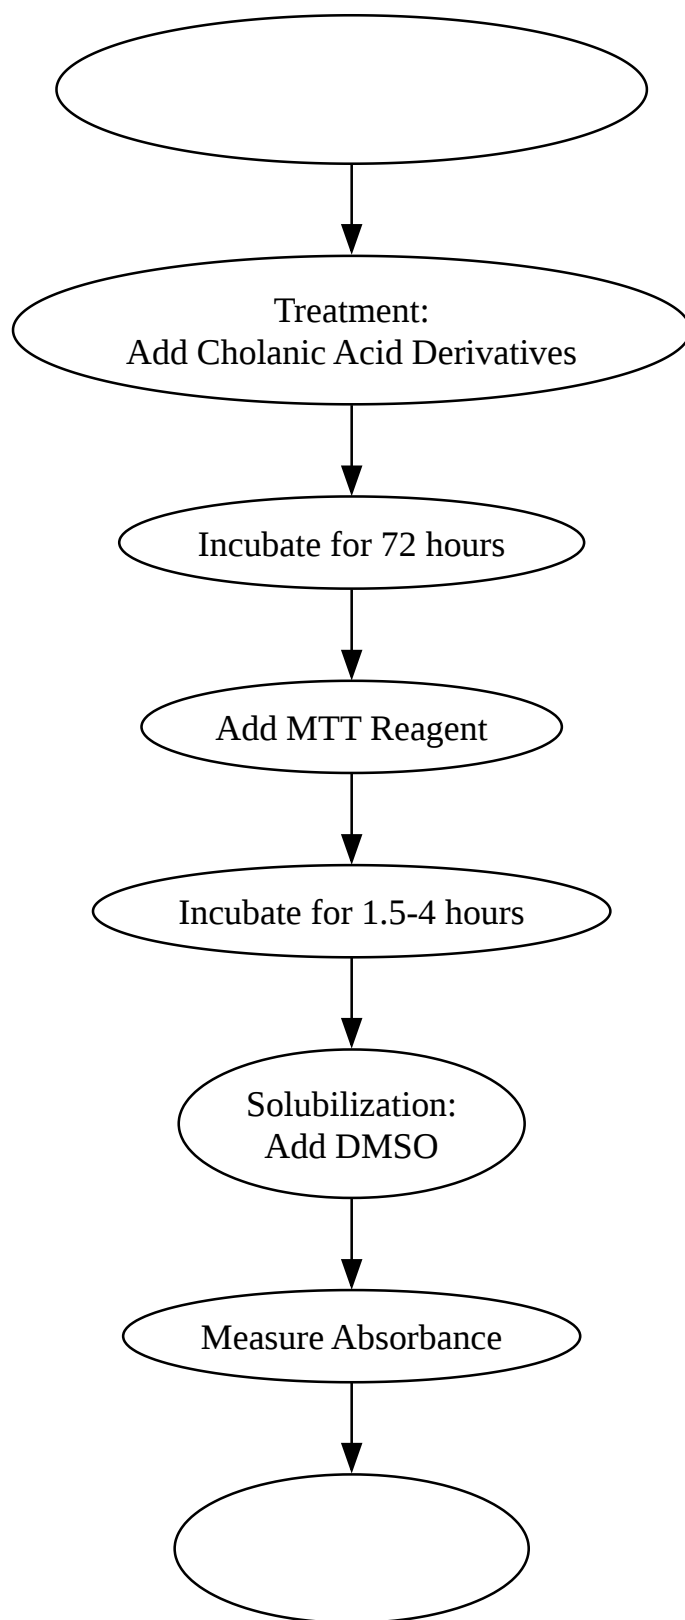 Treatment:
Add Cholanic Acid Derivatives
Incubate for 72 hours
Add MTT Reagent
Incubate for 1.5-4 hours
Solubilization:
Add DMSO
Measure Absorbance